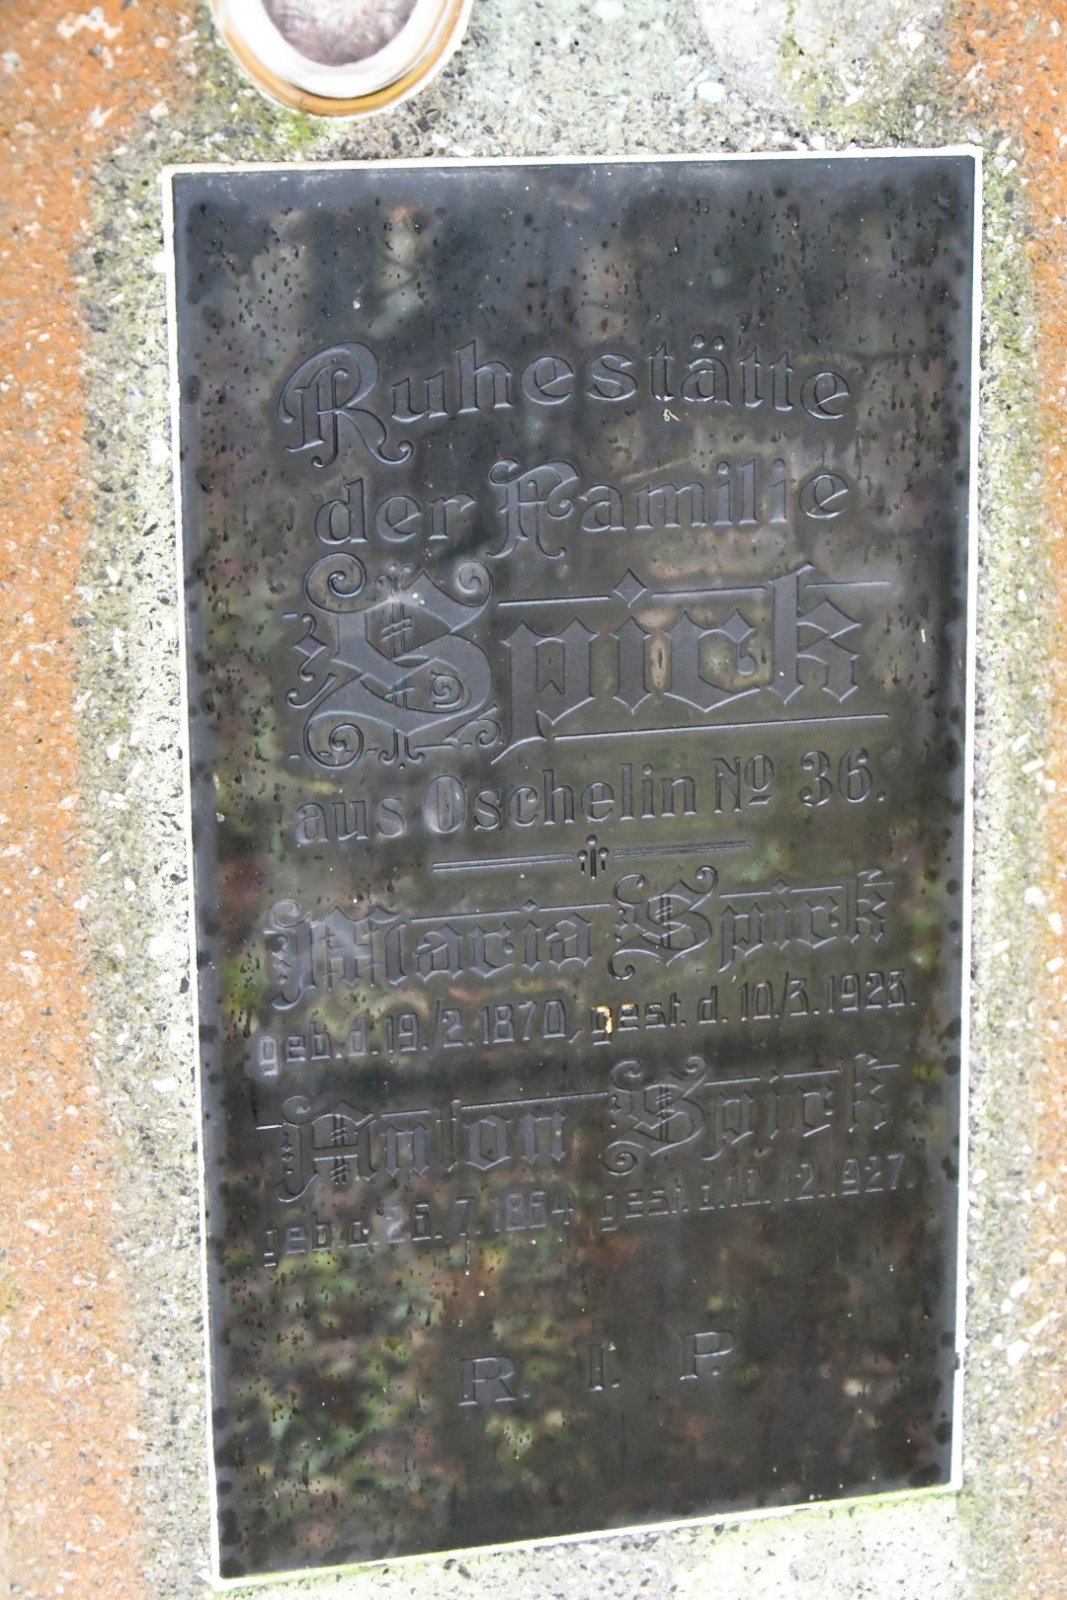 Ruhestätte
der Familie
Spick
aus Oschelin No 36.
Maria Spick
geb. d. 19./2. 1870, gest. d. 10/3. 1923.
Anton Spick
geb. d. 26. 7. 1864 gest. d. 10. 12. 1927.
R. I. P.